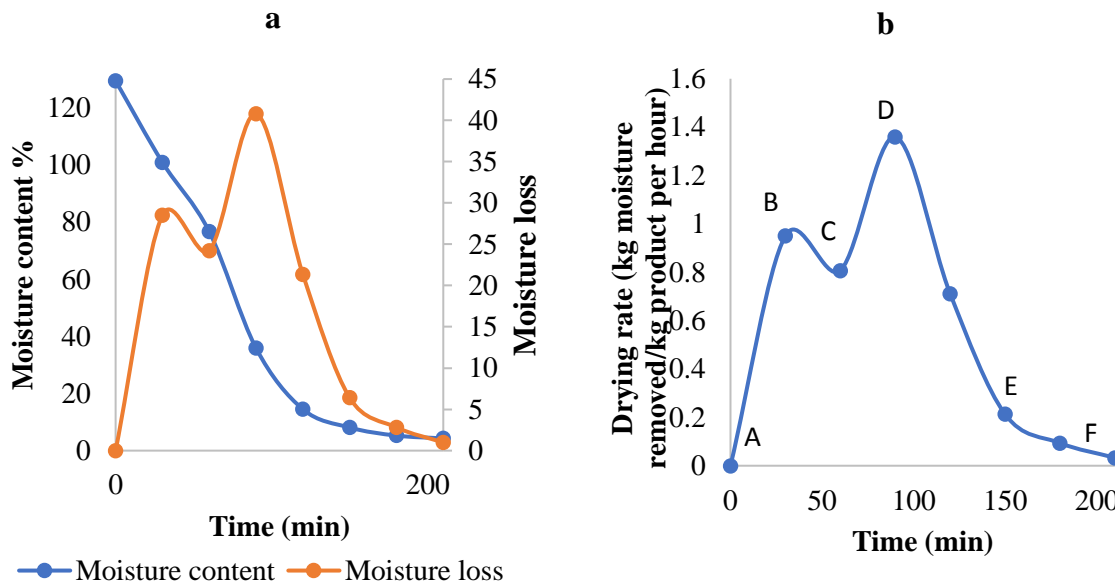 a
Moisture content %
120
100
80
60
40
20
0
0
200
Time (min)
45
40
35
30
25
20
15
10
5
0
Moisture loss
Moisture content
Moisture loss
b
Drying rate (kg moisture
removed/kg product per hour)
1.6
1.4
1.2
1
0.8
0.6
0.4
0.2
0
A
B
C
D
E
F
0
50
100
150
200
Time (min)